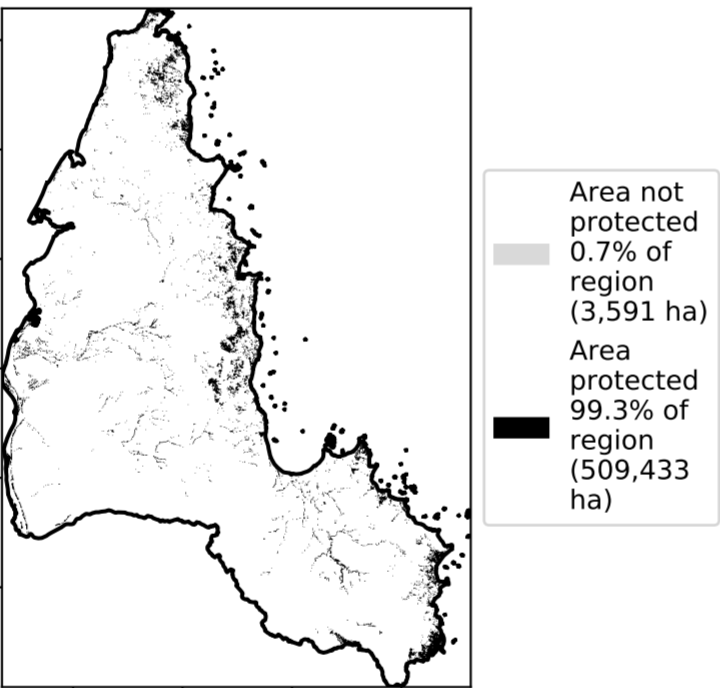 Area not
protected
0.7% of
region
(3,591 ha)
Area
protected
99.3% of
region
(509,433
ha)